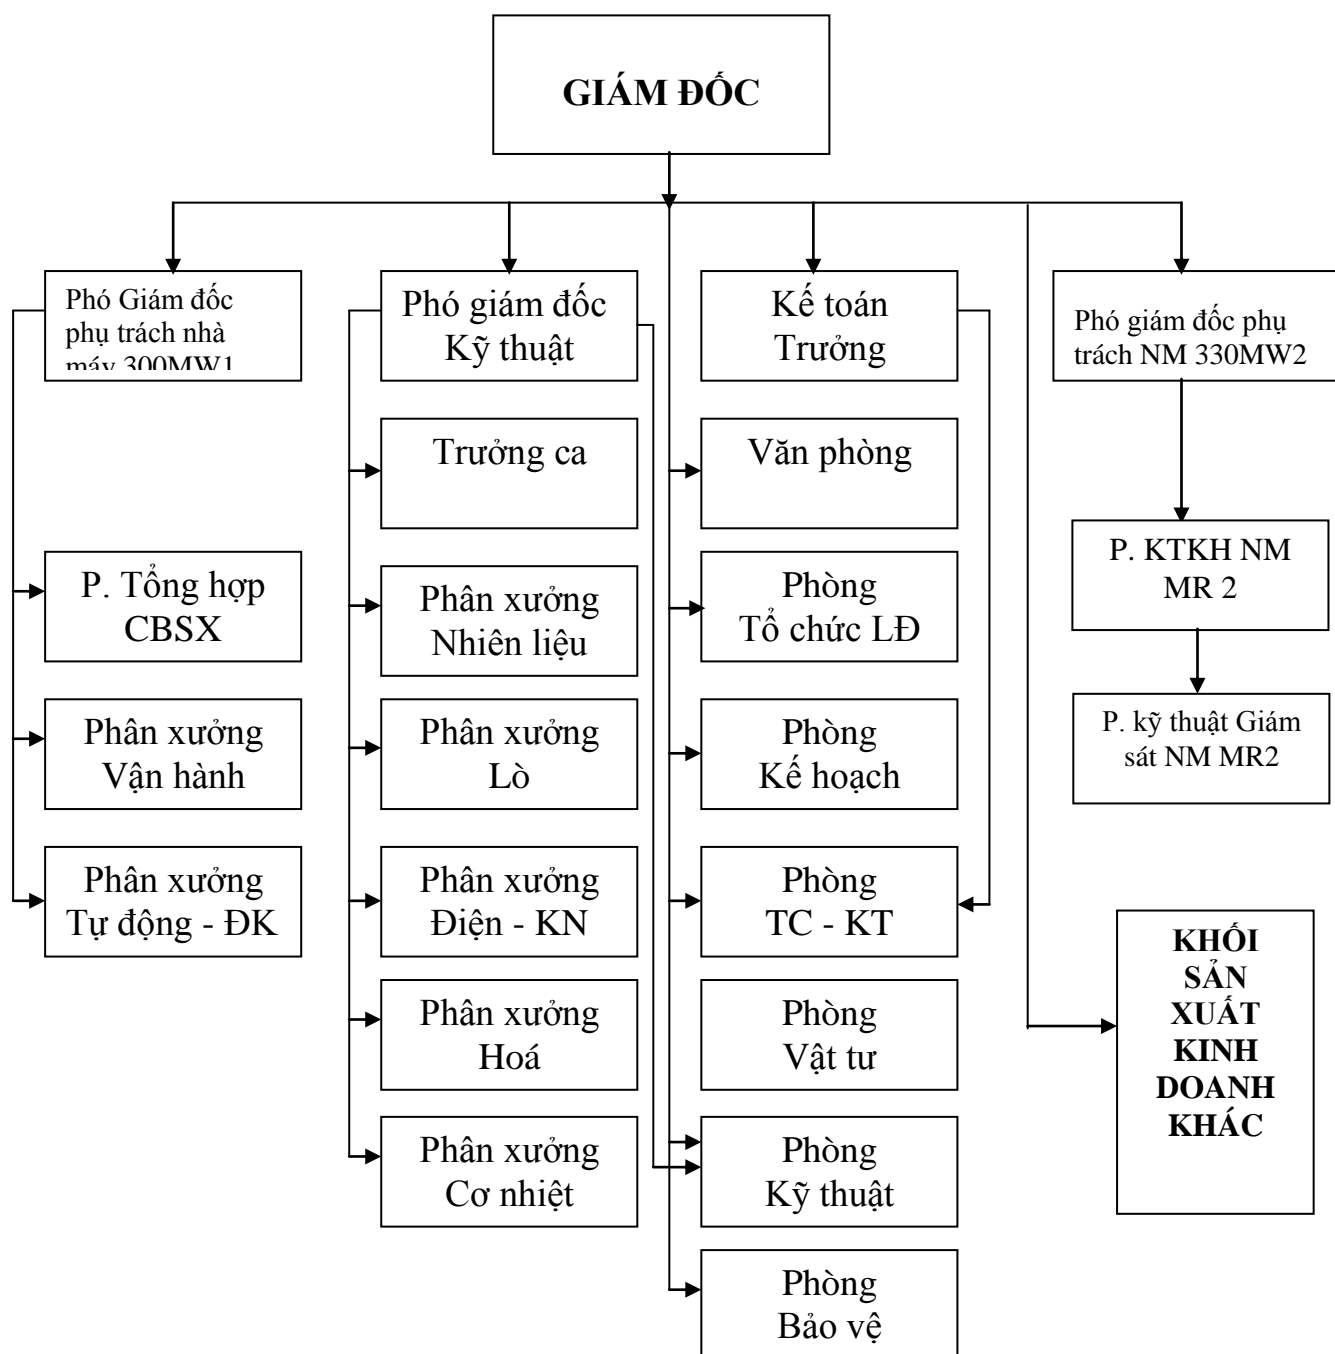 GIÁM ĐỐC
Phó Giám đốc
phụ trách nhà
máy 300MW1
Phó giám đốc
Kỹ thuật
Kế toán
Trưởng
Phó giám đốc phụ
trách NM 330MW2
Trưởng ca
Văn phòng
P. Tổng hợp
CBSX
Phân xưởng
Nhiên liệu
Phòng
Tổ chức LĐ
P. KTKH NM
MR 2
Phân xưởng
Vận hành
Phân xưởng
Lò
Phòng
Kế hoạch
P. kỹ thuật Giám
sát NM MR2
Phân xưởng
Tự động - ĐK
Phân xưởng
Điện - KN
Phòng
TC - KT
KHỐI
SẢN
XUẤT
KINH
DOANH
KHÁC
Phân xưởng
Hoá
Phòng
Vật tư
Phân xưởng
Cơ nhiệt
Phòng
Kỹ thuật
Phòng
Bảo vệ